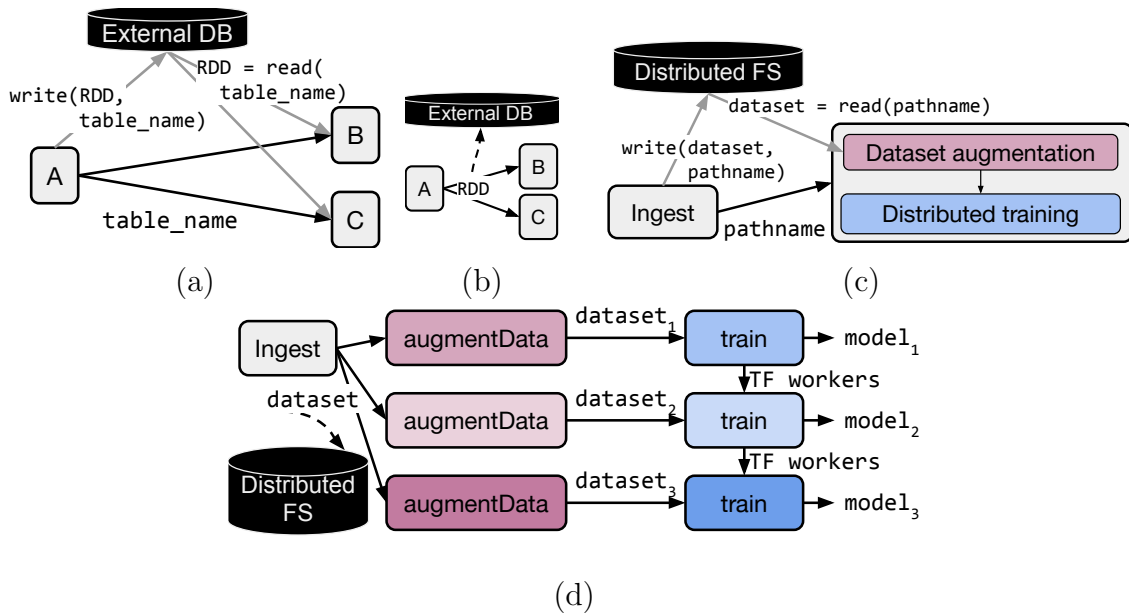 External DB
write(RDD,
table_name)
RDD = read(
table_name)
A
B
C
table_name
(a)
External DB
A
RDD
B
C
(b)
Distributed FS
dataset = read(pathname)
write(dataset,
pathname)
Ingest
pathname
Dataset augmentation
Distributed training
(c)
Ingest
dataset
Distributed
FS
augmentData
dataset₁
train
model₁
TF workers
augmentData
dataset₂
train
model₂
TF workers
augmentData
dataset₃
train
model₃
(d)